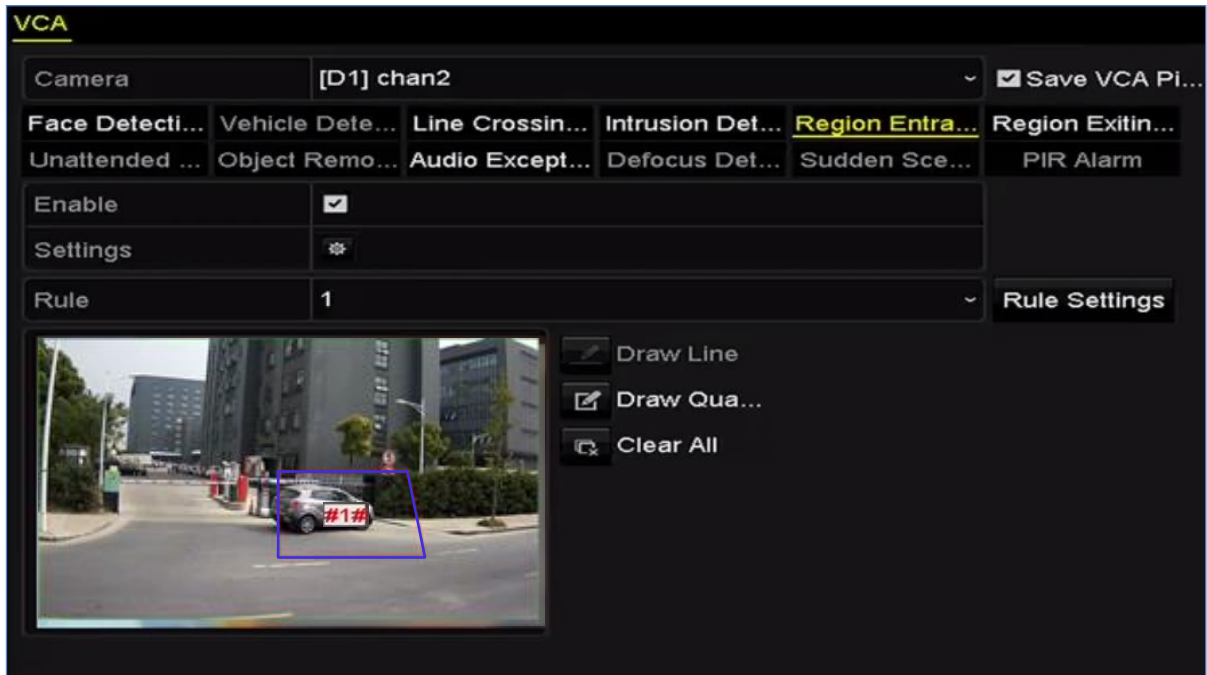 VCA
Camera [D1] chan2 Save VCA Pi...
Face Detecti... Vehicle Dete... Line Crossin... Intrusion Det... Region Entra... Region Exitin...
Unattended ... Object Remo... Audio Except... Defocus Det... Sudden Sce... PIR Alarm
Enable
Settings
Rule 1 Rule Settings
Draw Line
Draw Qua...
Clear All
#1#